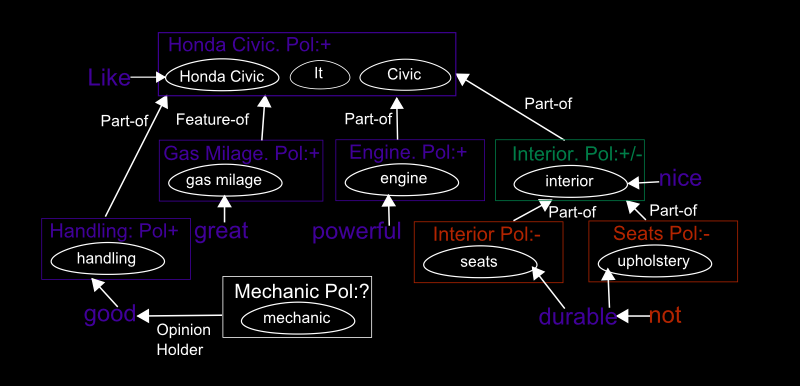 Honda Civic. Pol:+
Like
Honda Civic
It
Civic
Part-of
Feature-of
Part-of
Part-of
Gas Milage. Pol:+
gas milage
Engine. Pol:+
engine
Interior. Pol:+/-
interior
nice
Handling: Pol+
handling
great
powerful
Part-of
Part-of
Interior Pol:-
seats
Seats Pol:-
upholstery
Mechanic Pol:?
mechanic
good
Opinion
Holder
durable
not